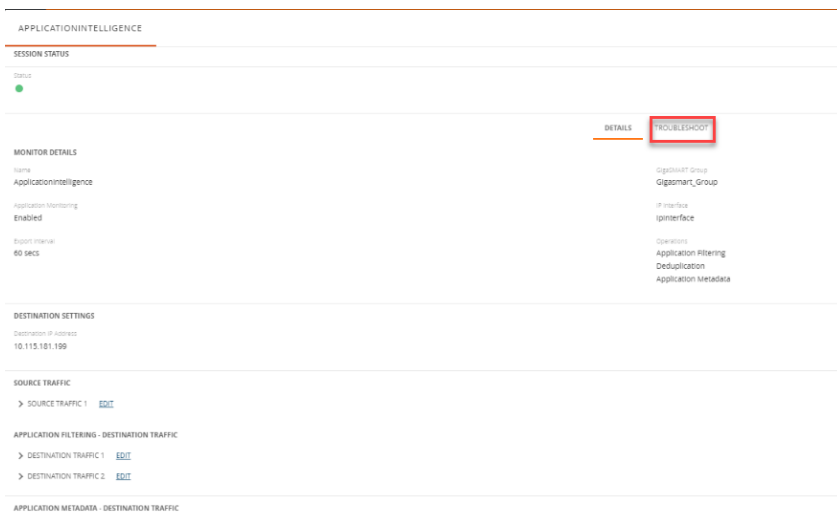 APPLICATIONINTELLIGENCE
SESSION STATUS
Status
DETAILS TROUBLESHOOT
MONITOR DETAILS
Name GigaSMART Group
ApplicationIntelligence Gigasmart_Group
Application Monitoring IP Interface
Enabled IpInterface
Export Interval Operations
60 secs Application Filtering
Deduplication
Application Metadata
DESTINATION SETTINGS
Destination IP Address
10.115.181.199
SOURCE TRAFFIC
SOURCE TRAFFIC 1 EDIT
APPLICATION FILTERING - DESTINATION TRAFFIC
DESTINATION TRAFFIC 1 EDIT
DESTINATION TRAFFIC 2 EDIT
APPLICATION METADATA - DESTINATION TRAFFIC